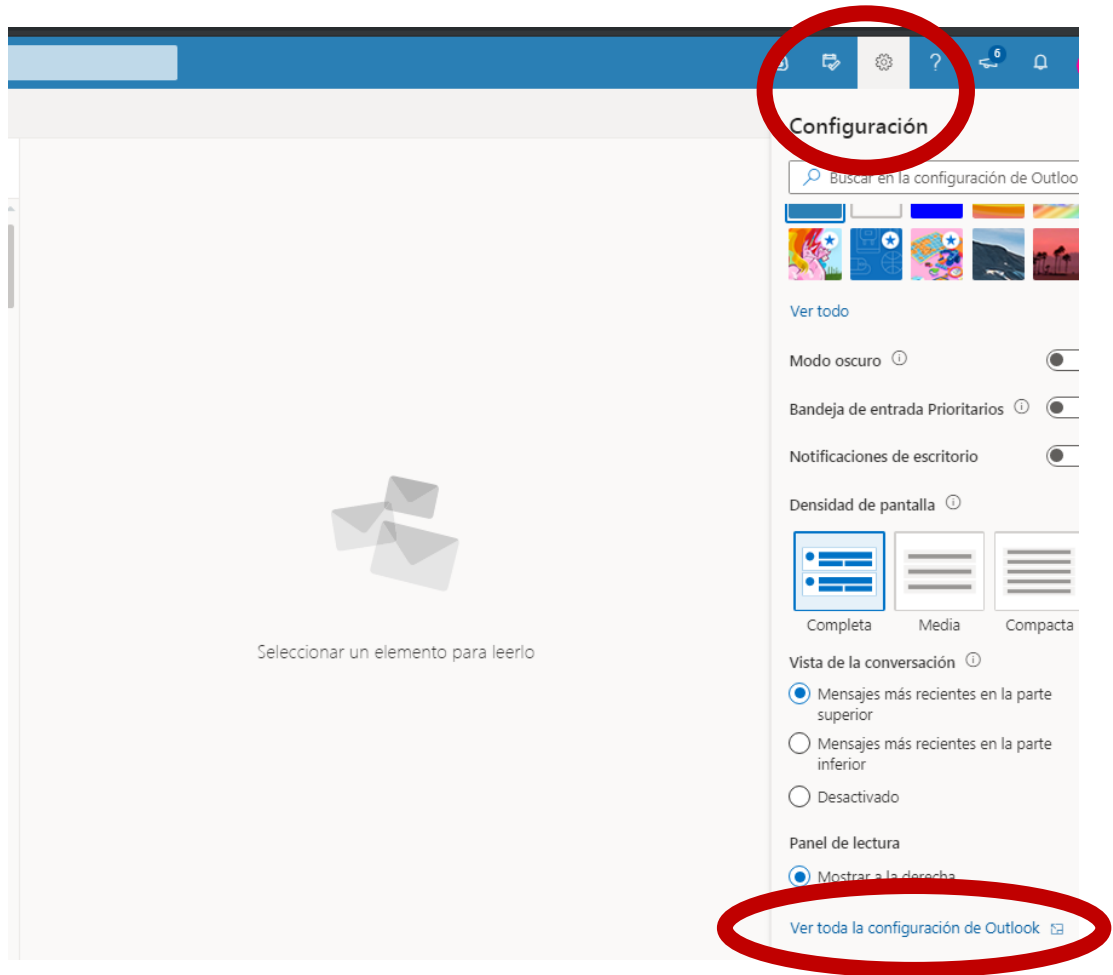 ?
6
Configuración
Buscar en la configuración de Outloo
Ver todo
Modo oscuro
Bandeja de entrada Prioritarios
Notificaciones de escritorio
Densidad de pantalla
Completa Media Compacta
Seleccionar un elemento para leerlo
Vista de la conversación
Mensajes más recientes en la parte
superior
Mensajes más recientes en la parte
inferior
Desactivado
Panel de lectura
Mostrar a la derecha
Ver toda la configuración de Outlook